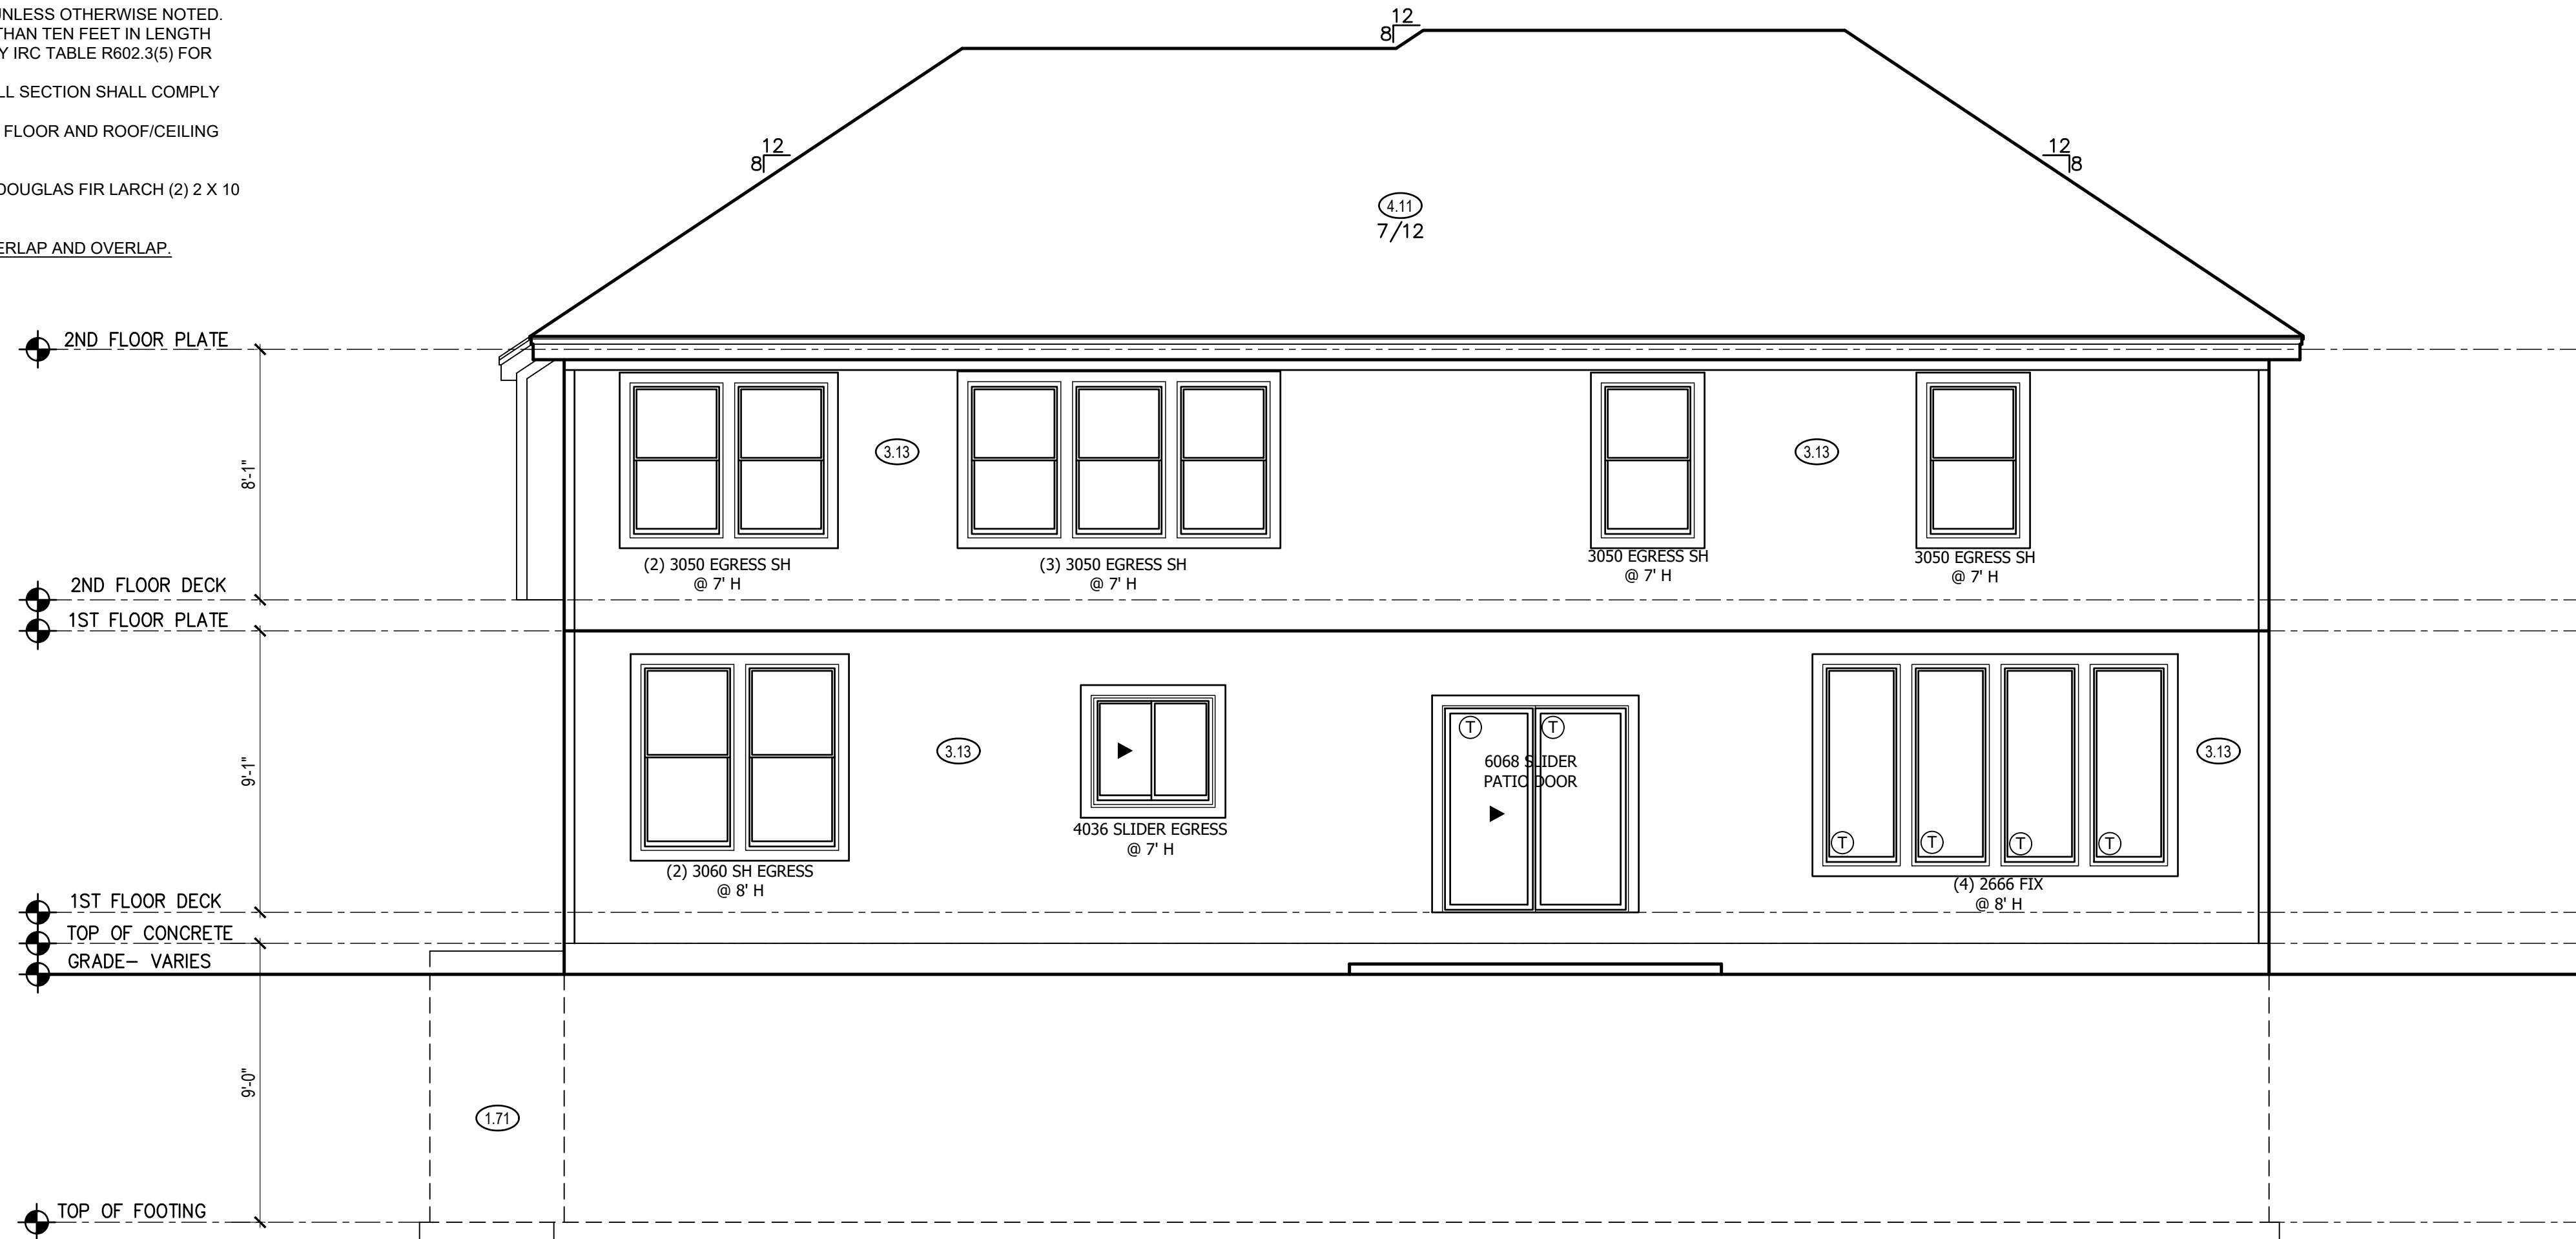 UNLESS OTHERWISE NOTED.
THAN TEN FEET IN LENGTH
Y IRC TABLE R602.3(5) FOR
LL SECTION SHALL COMPLY
FLOOR AND ROOF/CEILING
DOUGLAS FIR LARCH (2) 2 X 10
ERLAP AND OVERLAP.
12
8
12
8
12
8
4.11
7/12
2ND FLOOR PLATE
8'-1"
3.13
3.13
(2) 3050 EGRESS SH
@ 7' H
(3) 3050 EGRESS SH
@ 7' H
3050 EGRESS SH
@ 7' H
3050 EGRESS SH
@ 7' H
2ND FLOOR DECK
1ST FLOOR PLATE
9'-1"
3.13
T T
6068 SLIDER
PATIO DOOR
3.13
4036 SLIDER EGRESS
@ 7' H
T T T T
(2) 3060 SH EGRESS
@ 8' H
(4) 2666 FIX
@ 8' H
1ST FLOOR DECK
TOP OF CONCRETE
GRADE- VARIES
9'-0"
1.71
TOP OF FOOTING